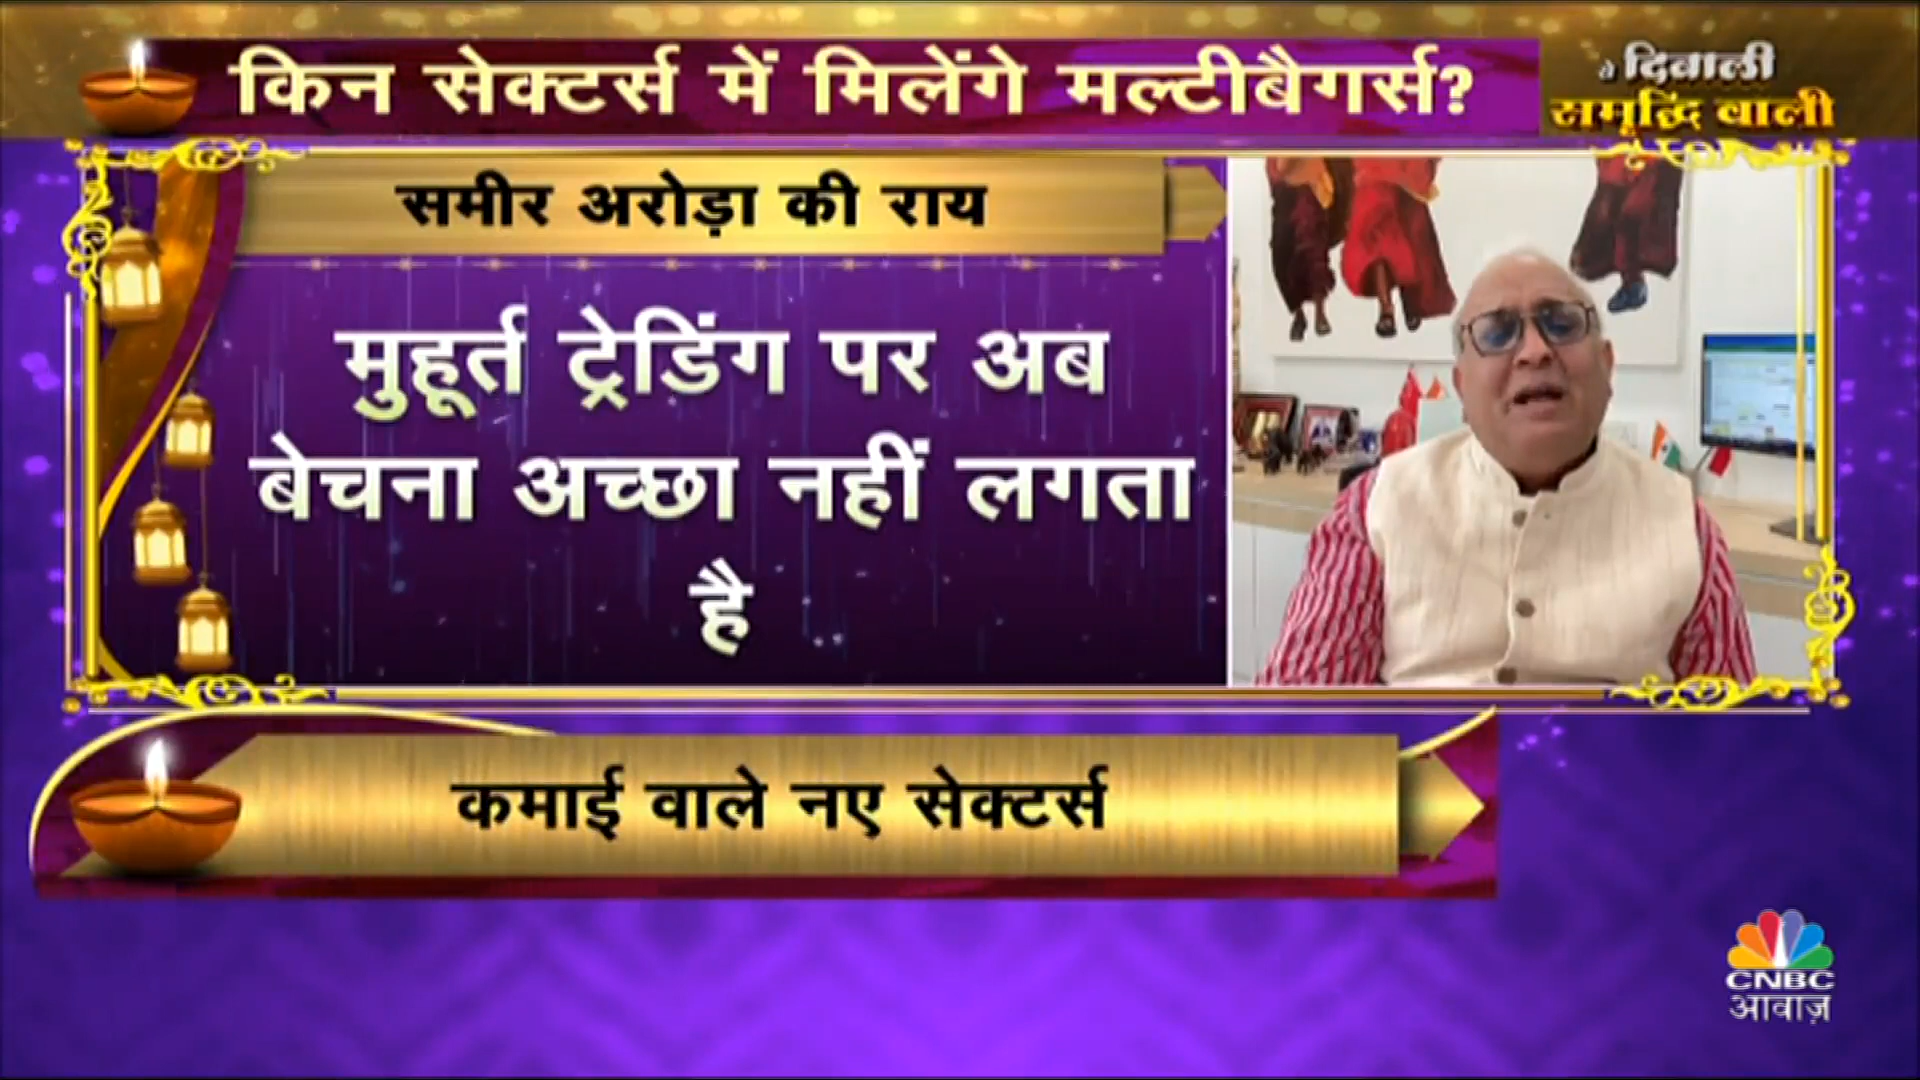 किन सेक्टर्स में मिलेंगे मल्टीबैगर्स?
ये दिवाली
समृद्धि वाली
समीर अरोड़ा की राय
मुहूर्त ट्रेडिंग पर अब
बेचना अच्छा नहीं लगता
है
कमाई वाले नए सेक्टर्स
CNBC
आवाज़